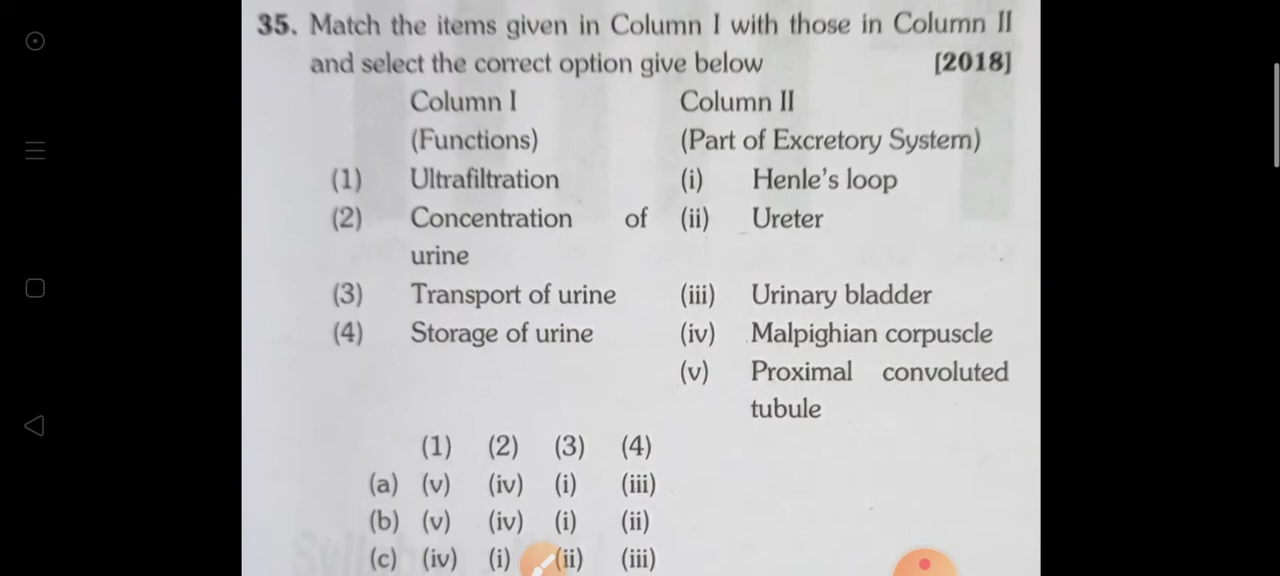 35. Match the items given in Column I with those in Column II
and select the correct option give below [2018]
Column I Column II
(Functions) (Part of Excretory System)
(1) Ultrafiltration (i) Henle's loop
(2) Concentration of (ii) Ureter
urine
(3) Transport of urine (iii) Urinary bladder
(4) Storage of urine (iv) Malpighian corpuscle
(v) Proximal convoluted
tubule
(1) (2) (3) (4)
(a) (v) (iv) (i) (iii)
(b) (v) (iv) (i) (ii)
(c) (iv) (i) (ii) (iii)